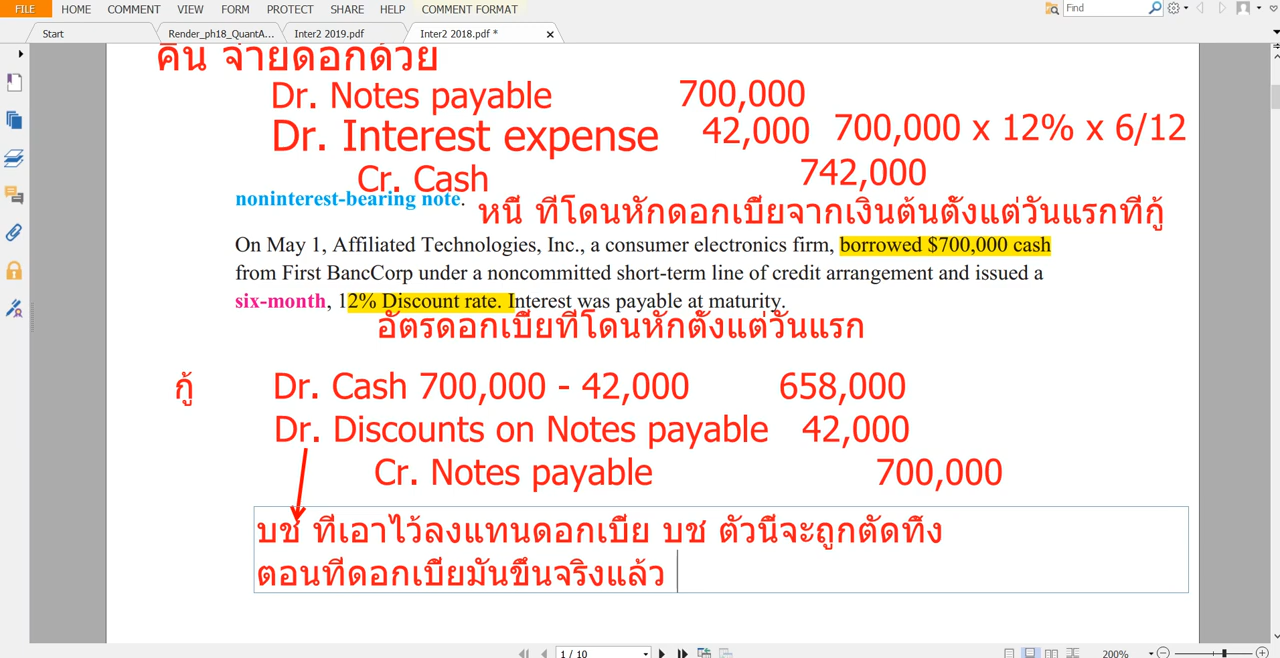 FILE HOME COMMENT VIEW FORM PROTECT SHARE HELP COMMENT FORMAT Find
Start Render_ph18_QuantA... Inter2 2019.pdf Inter2 2018.pdf *
คืน จ่ายดอกด้วย
Dr. Notes payable 700,000
Dr. Interest expense 42,000 700,000 x 12% x 6/12
Cr. Cash 742,000
noninterest-bearing note.
หนี้ ที่โดนหักดอกเบี้ยจากเงินต้นตั้งแต่วันแรกที่กู้
On May 1, Affiliated Technologies, Inc., a consumer electronics firm, borrowed $700,000 cash
from First BancCorp under a noncommitted short-term line of credit arrangement and issued a
six-month, 12% Discount rate. Interest was payable at maturity.
อัตรดอกเบี้ยที่โดนหักตั้งแต่วันแรก
กู้ Dr. Cash 700,000 - 42,000 658,000
Dr. Discounts on Notes payable 42,000
Cr. Notes payable 700,000
บช ที่เอาไว้ลงแทนดอกเบี้ย บช ตัวนี้จะถูกตัดทิ้ง
ตอนที่ดอกเบี้ยมันขึ้นจริงแล้ว
1 / 10 200%